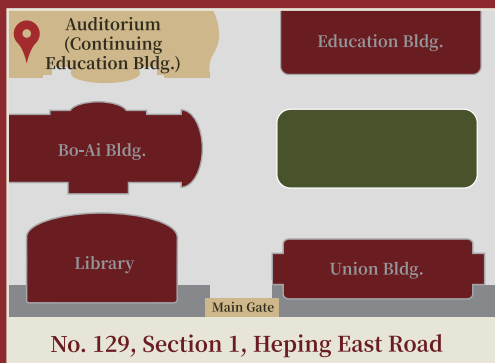 Auditorium
(Continuing
Education Bldg.)
Education Bldg.
Bo-Ai Bldg.
Library
Union Bldg.
Main Gate
No. 129, Section 1, Heping East Road